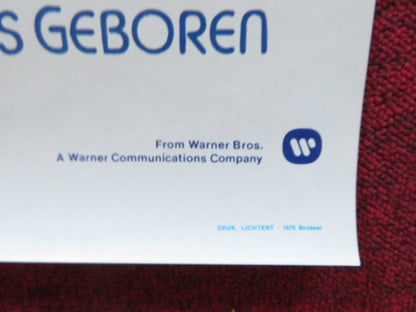 S GEBOREN
From Warner Bros.
A Warner Communications Company
DRUK. LICHTERT - 1070 Brussel